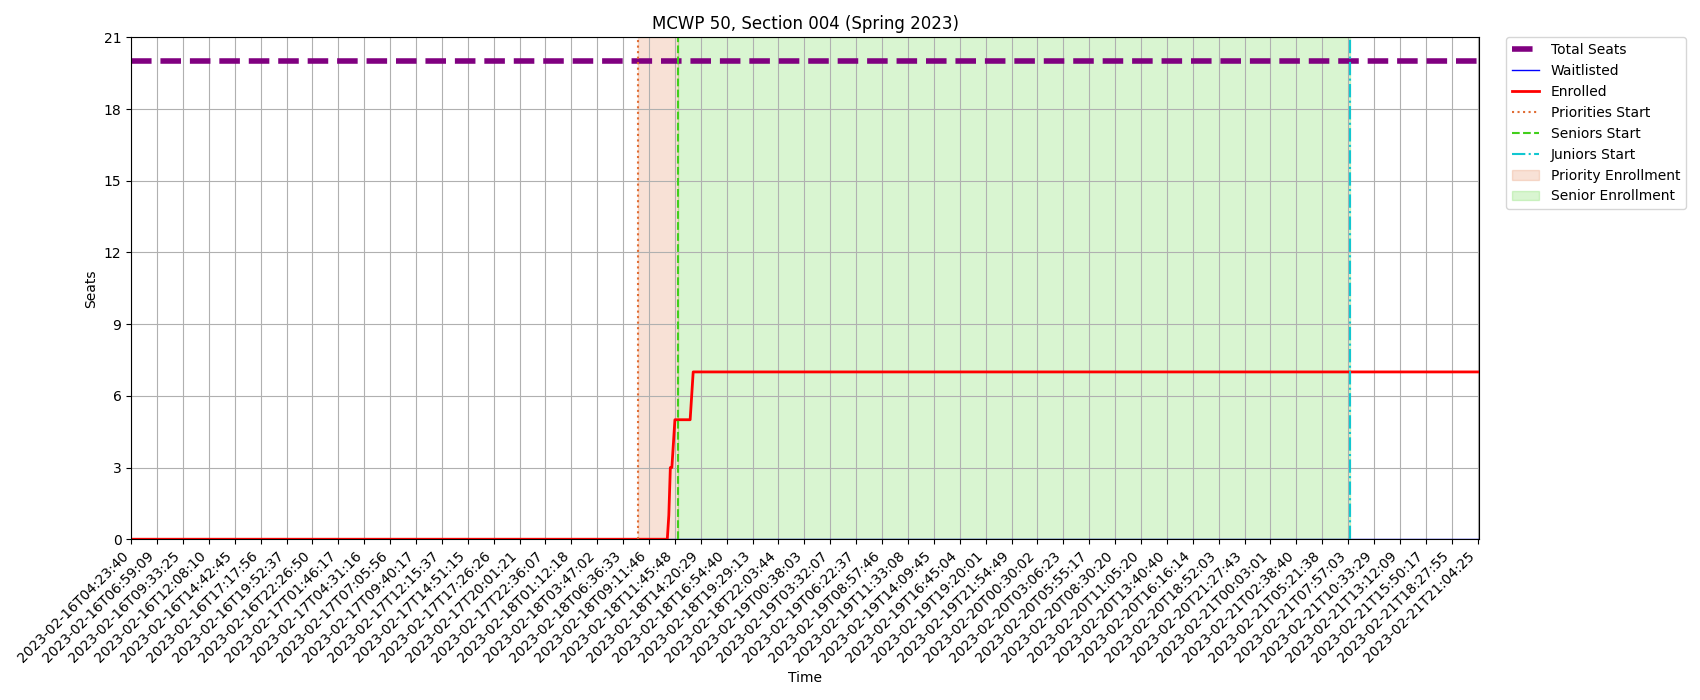 MCWP 50, Section 004 (Spring 2023)
Seats
21
18
15
12
9
6
3
0
2023-02-16T04:23:40
2023-02-16T06:59:09
2023-02-16T09:33:25
2023-02-16T12:08:10
2023-02-16T14:42:45
2023-02-16T17:17:56
2023-02-16T19:52:37
2023-02-16T22:26:50
2023-02-17T01:46:17
2023-02-17T04:31:16
2023-02-17T07:05:56
2023-02-17T09:40:17
2023-02-17T12:15:37
2023-02-17T14:51:15
2023-02-17T17:26:26
2023-02-17T20:01:21
2023-02-17T22:36:07
2023-02-18T01:12:18
2023-02-18T03:47:02
2023-02-18T06:36:33
2023-02-18T09:11:46
2023-02-18T11:45:48
2023-02-18T14:20:29
2023-02-18T16:54:40
2023-02-18T19:29:13
2023-02-18T22:03:44
2023-02-19T00:38:03
2023-02-19T03:32:07
2023-02-19T06:22:37
2023-02-19T08:57:46
2023-02-19T11:33:08
2023-02-19T14:09:45
2023-02-19T16:45:04
2023-02-19T19:20:01
2023-02-19T21:54:49
2023-02-20T00:30:02
2023-02-20T03:06:23
2023-02-20T05:55:17
2023-02-20T08:30:20
2023-02-20T11:05:20
2023-02-20T13:40:40
2023-02-20T16:16:14
2023-02-20T18:52:03
2023-02-20T21:27:43
2023-02-21T00:03:01
2023-02-21T02:38:40
2023-02-21T05:21:38
2023-02-21T07:57:03
2023-02-21T10:33:29
2023-02-21T13:12:09
2023-02-21T15:50:17
2023-02-21T18:27:55
2023-02-21T21:04:25
Time
Total Seats
Waitlisted
Enrolled
Priorities Start
Seniors Start
Juniors Start
Priority Enrollment
Senior Enrollment